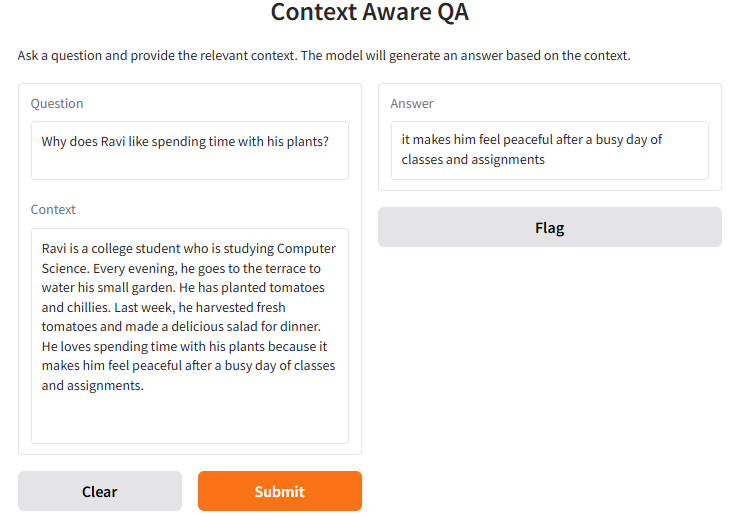 Context Aware QA
Ask a question and provide the relevant context. The model will generate an answer based on the context.
Question
Why does Ravi like spending time with his plants?
Context
Ravi is a college student who is studying Computer
Science. Every evening, he goes to the terrace to
water his small garden. He has planted tomatoes
and chillies. Last week, he harvested fresh
tomatoes and made a delicious salad for dinner.
He loves spending time with his plants because it
makes him feel peaceful after a busy day of classes
and assignments.
Clear
Submit
Answer
it makes him feel peaceful after a busy day of
classes and assignments
Flag